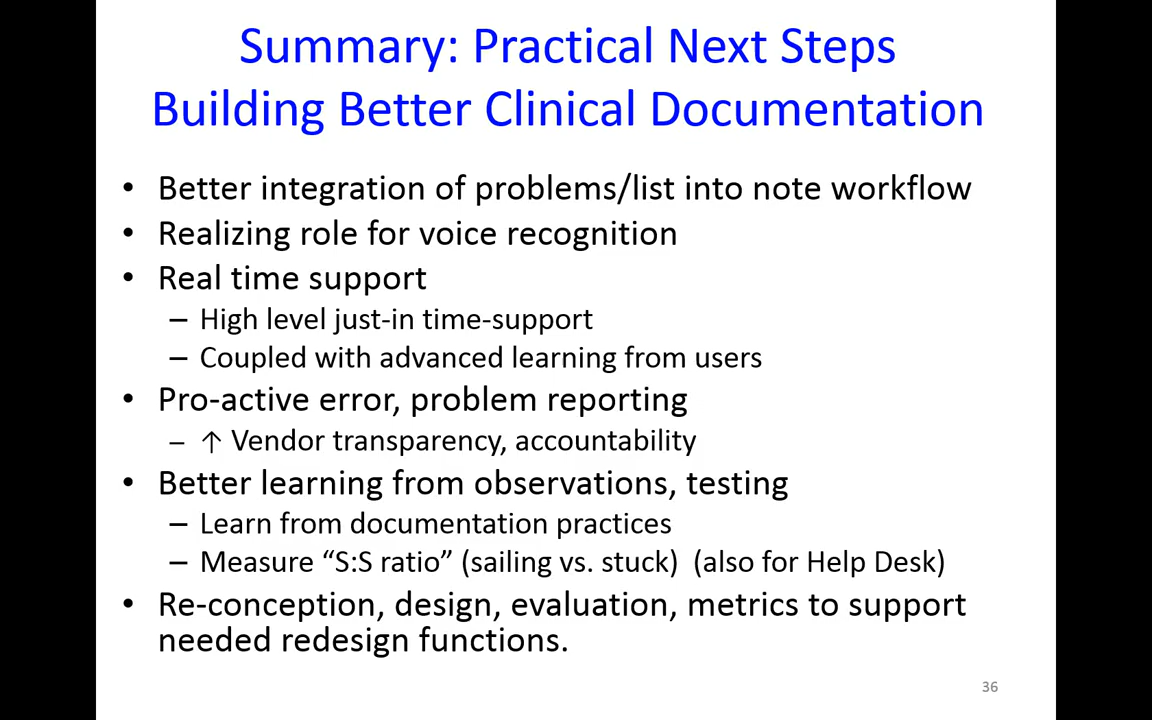 Summary: Practical Next Steps
Building Better Clinical Documentation
• Better integration of problems/list into note workflow
• Realizing role for voice recognition
• Real time support
– High level just-in time-support
– Coupled with advanced learning from users
• Pro-active error, problem reporting
– ↑ Vendor transparency, accountability
• Better learning from observations, testing
– Learn from documentation practices
– Measure “S:S ratio” (sailing vs. stuck)  (also for Help Desk)
• Re-conception, design, evaluation, metrics to support
needed redesign functions.
36